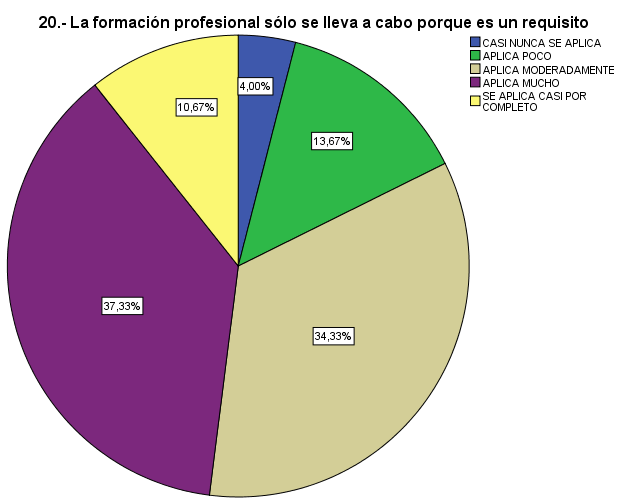 20.- La formación profesional sólo se lleva a cabo porque es un requisito
CASI NUNCA SE APLICA
APLICA POCO
APLICA MODERADAMENTE
APLICA MUCHO
SE APLICA CASI POR
COMPLETO
4,00%
10,67%
13,67%
37,33%
34,33%